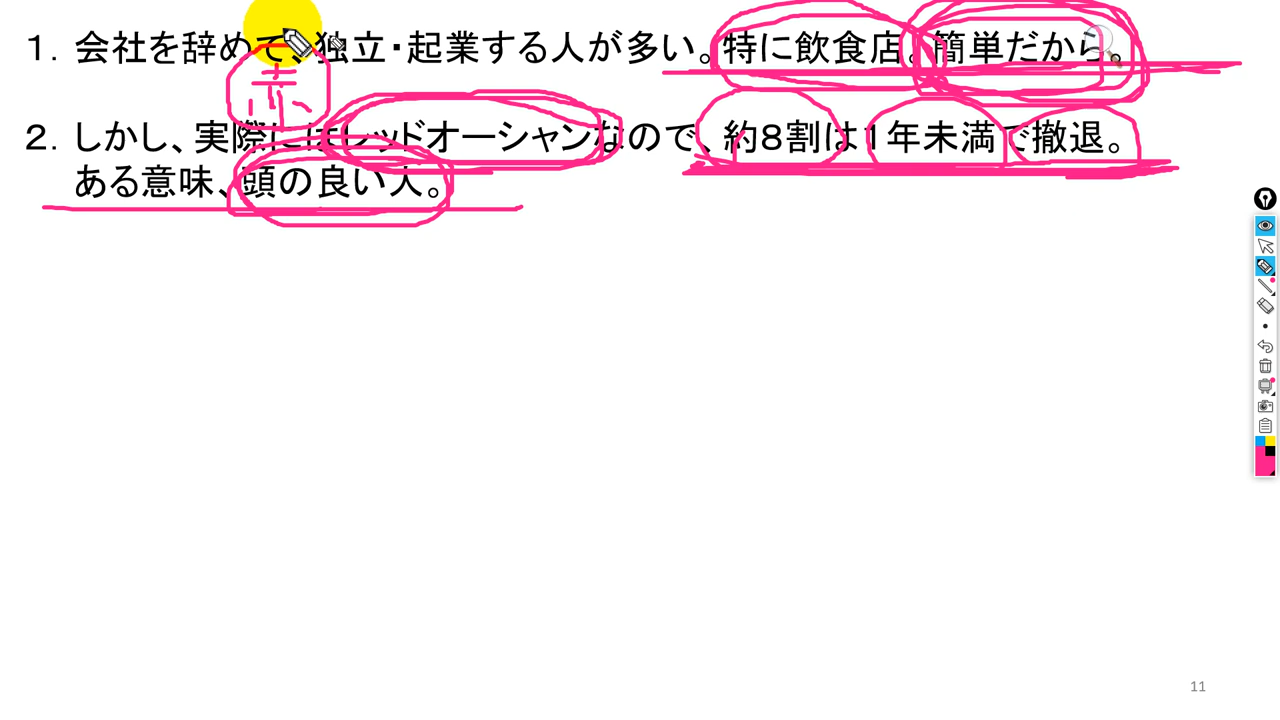 １．会社を辞めて、独立・起業する人が多い。特に飲食店。簡単だから。
赤
２．しかし、実際にはレッドオーシャンなので、約８割は１年未満で撤退。
ある意味、頭の良い人。
11